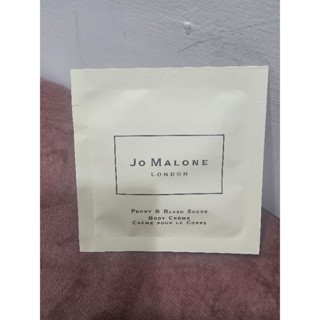 JO MALONE
LONDON
PEONY & BLUSH SUEDE
BODY CRÈME
CRÈME POUR LE CORPS